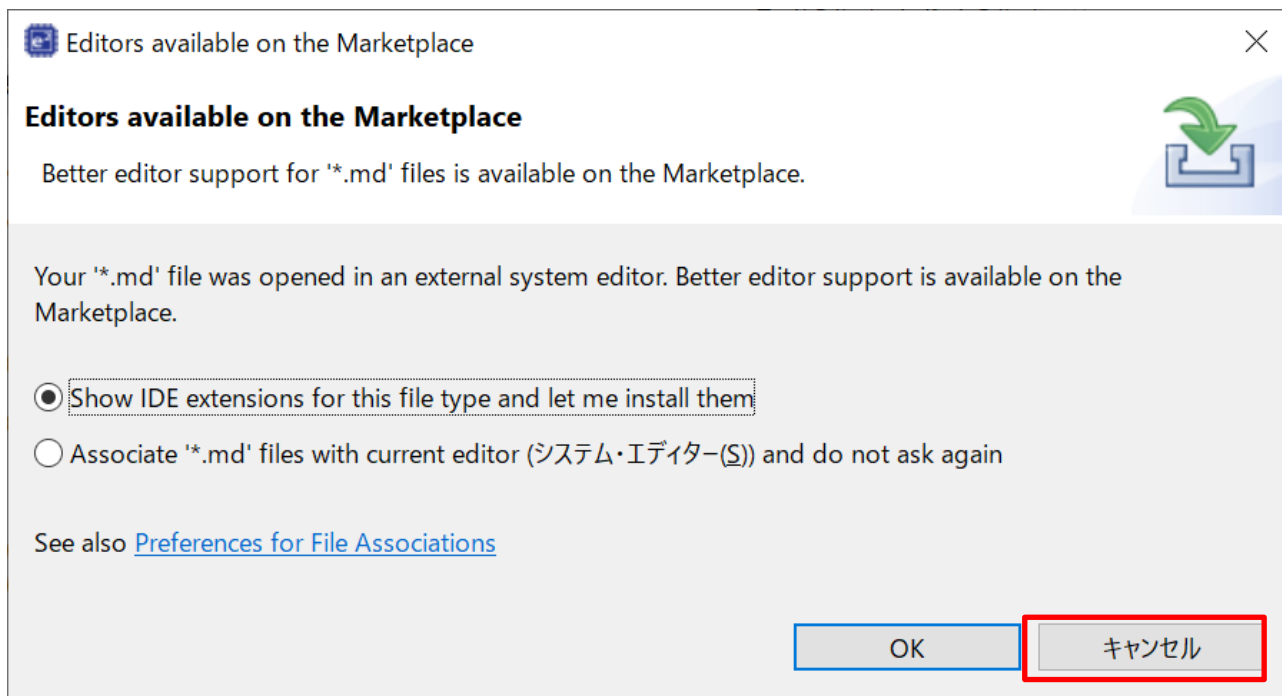 Editors available on the Marketplace
Editors available on the Marketplace
Better editor support for '*.md' files is available on the Marketplace.
Your '*.md' file was opened in an external system editor. Better editor support is available on the
Marketplace.
Show IDE extensions for this file type and let me install them
Associate '*.md' files with current editor (システム・エディター(S)) and do not ask again
See also Preferences for File Associations
OK
キャンセル